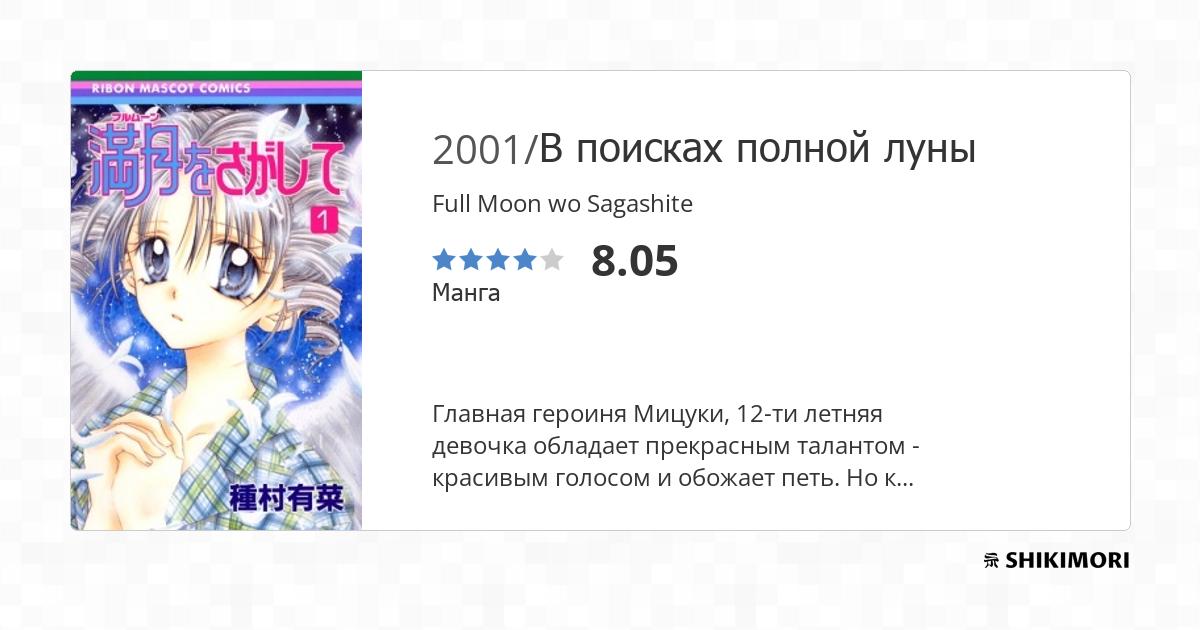 RIBON MASCOT COMICS
フルムーン
満月をさがして
1
種村有菜
2001/В поисках полной луны
Full Moon wo Sagashite
8.05
Манга
Главная героиня Мицуки, 12-ти летняя
девочка обладает прекрасным талантом -
красивым голосом и обожает петь. Но к...
SHIKIMORI